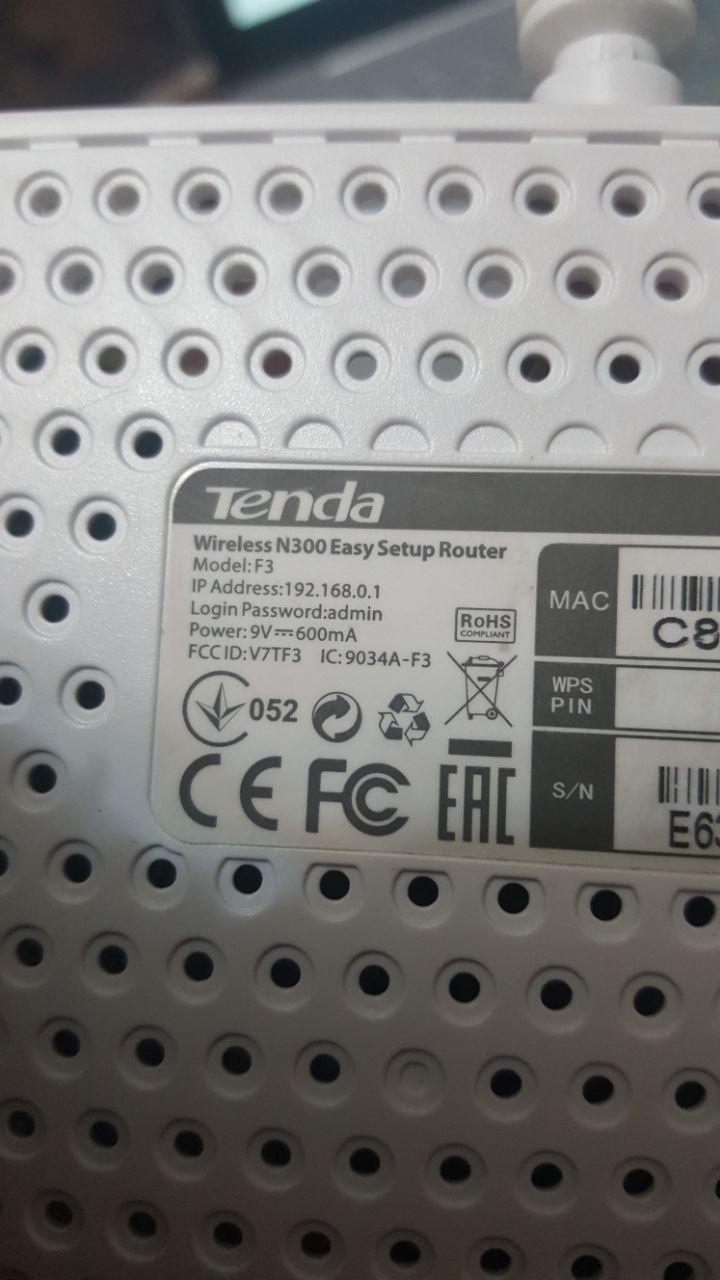 Tenda
Wireless N300 Easy Setup Router
Model:F3
IP Address:192.168.0.1
Login Password:admin
Power:9V⎓600mA
FCC ID:V7TF3 IC:9034A-F3
RoHS
COMPLIANT
052
CE FC EAC
MAC
C8
WPS
PIN
S/N
E63